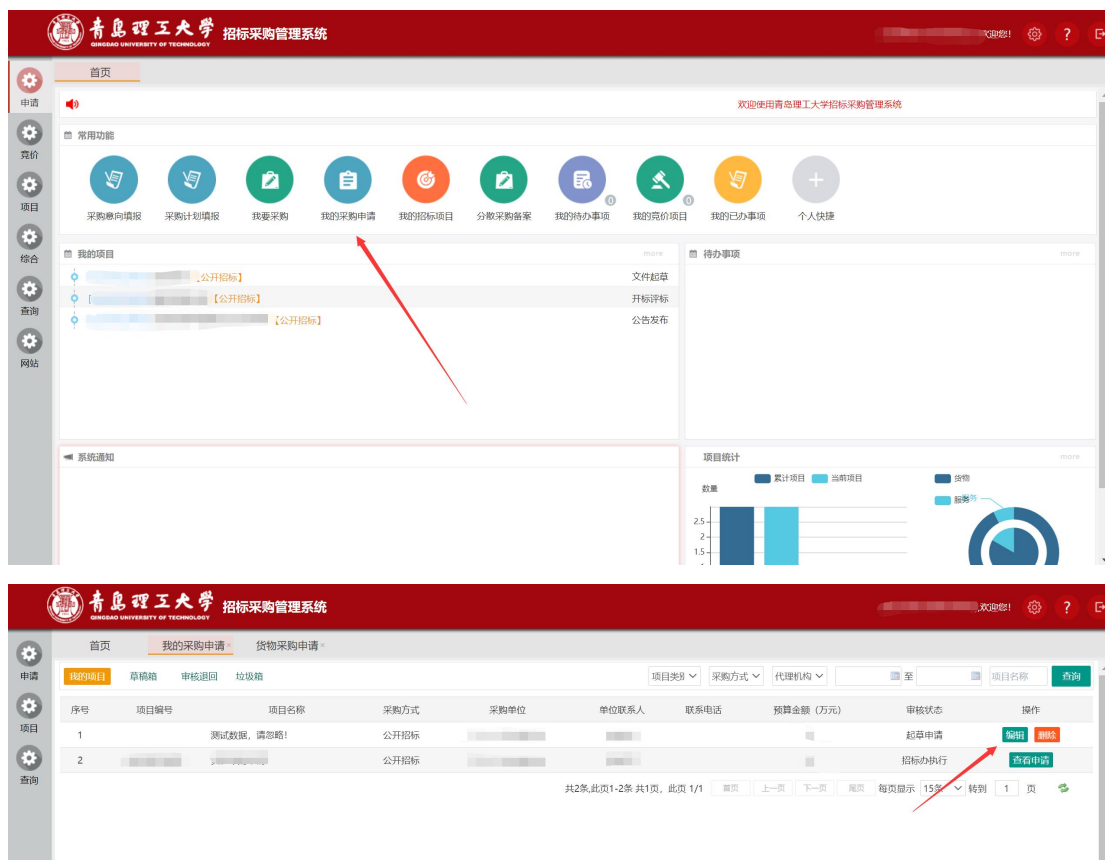 青岛理工大学 招标采购管理系统 欢迎您! ?
QINGDAO UNIVERSITY OF TECHNOLOGY
首页
申请
欢迎使用青岛理工大学招标采购管理系统
竞价
常用功能
项目
0 0 +
采购意向填报 采购计划填报 我要采购 我的采购申请 我的招标项目 分散采购备案 我的待办事项 我的竞价项目 我的已办事项 个人快捷
综合
我的项目 more 待办事项 more
【公开招标】 文件起草
查询
【公开招标】 开标评标
【公开招标】 公告发布
网站
系统通知 项目统计 more
累计项目 当前项目 货物
数量 服务 服务
2.5
2
1.5
青岛理工大学 招标采购管理系统 ,欢迎您! ?
QINGDAO UNIVERSITY OF TECHNOLOGY
首页 我的采购申请× 货物采购申请×
申请
我的项目 草稿箱 审核退回 垃圾箱 项目类别 采购方式 代理机构 至 项目名称 查询
项目
序号 项目编号 项目名称 采购方式 采购单位 单位联系人 联系电话 预算金额(万元) 审核状态 操作
1 测试数据,请忽略! 公开招标 起草申请 编辑 删除
查询
2 公开招标 招标办执行 查看申请
共2条,此页1-2条 共1页,此页 1/1 首页 上一页 下一页 尾页 每页显示 15条 转到 1 页